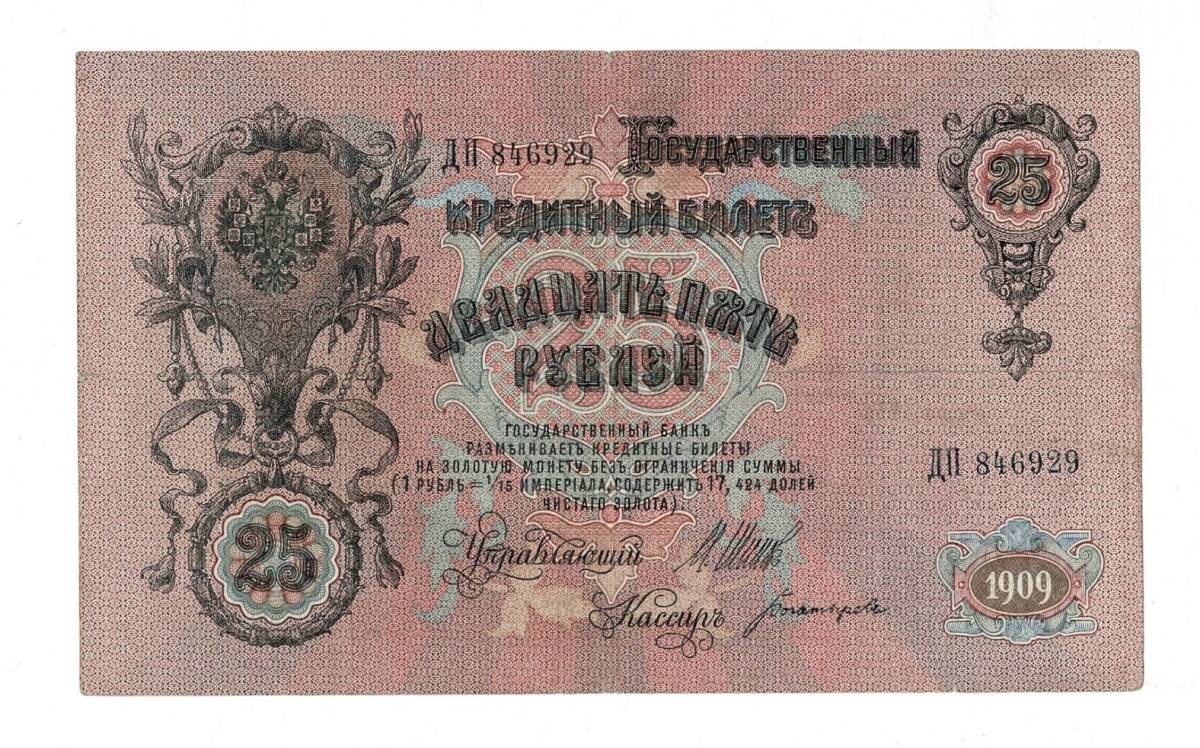 ДП 846929 Государственный
25
Кредитный Билетъ
25
Двадцать пять
рублей
Государственный Банкъ
размѣниваетъ кредитные билеты
на золотую монету безъ ограниченія суммы
(1 рубль = 1/15 имперіала, содержитъ 17, 424 долей
чистаго золота)
ДП 846929
25
Управляющій И. Шиповъ
Кассиръ Богатыревъ
1909